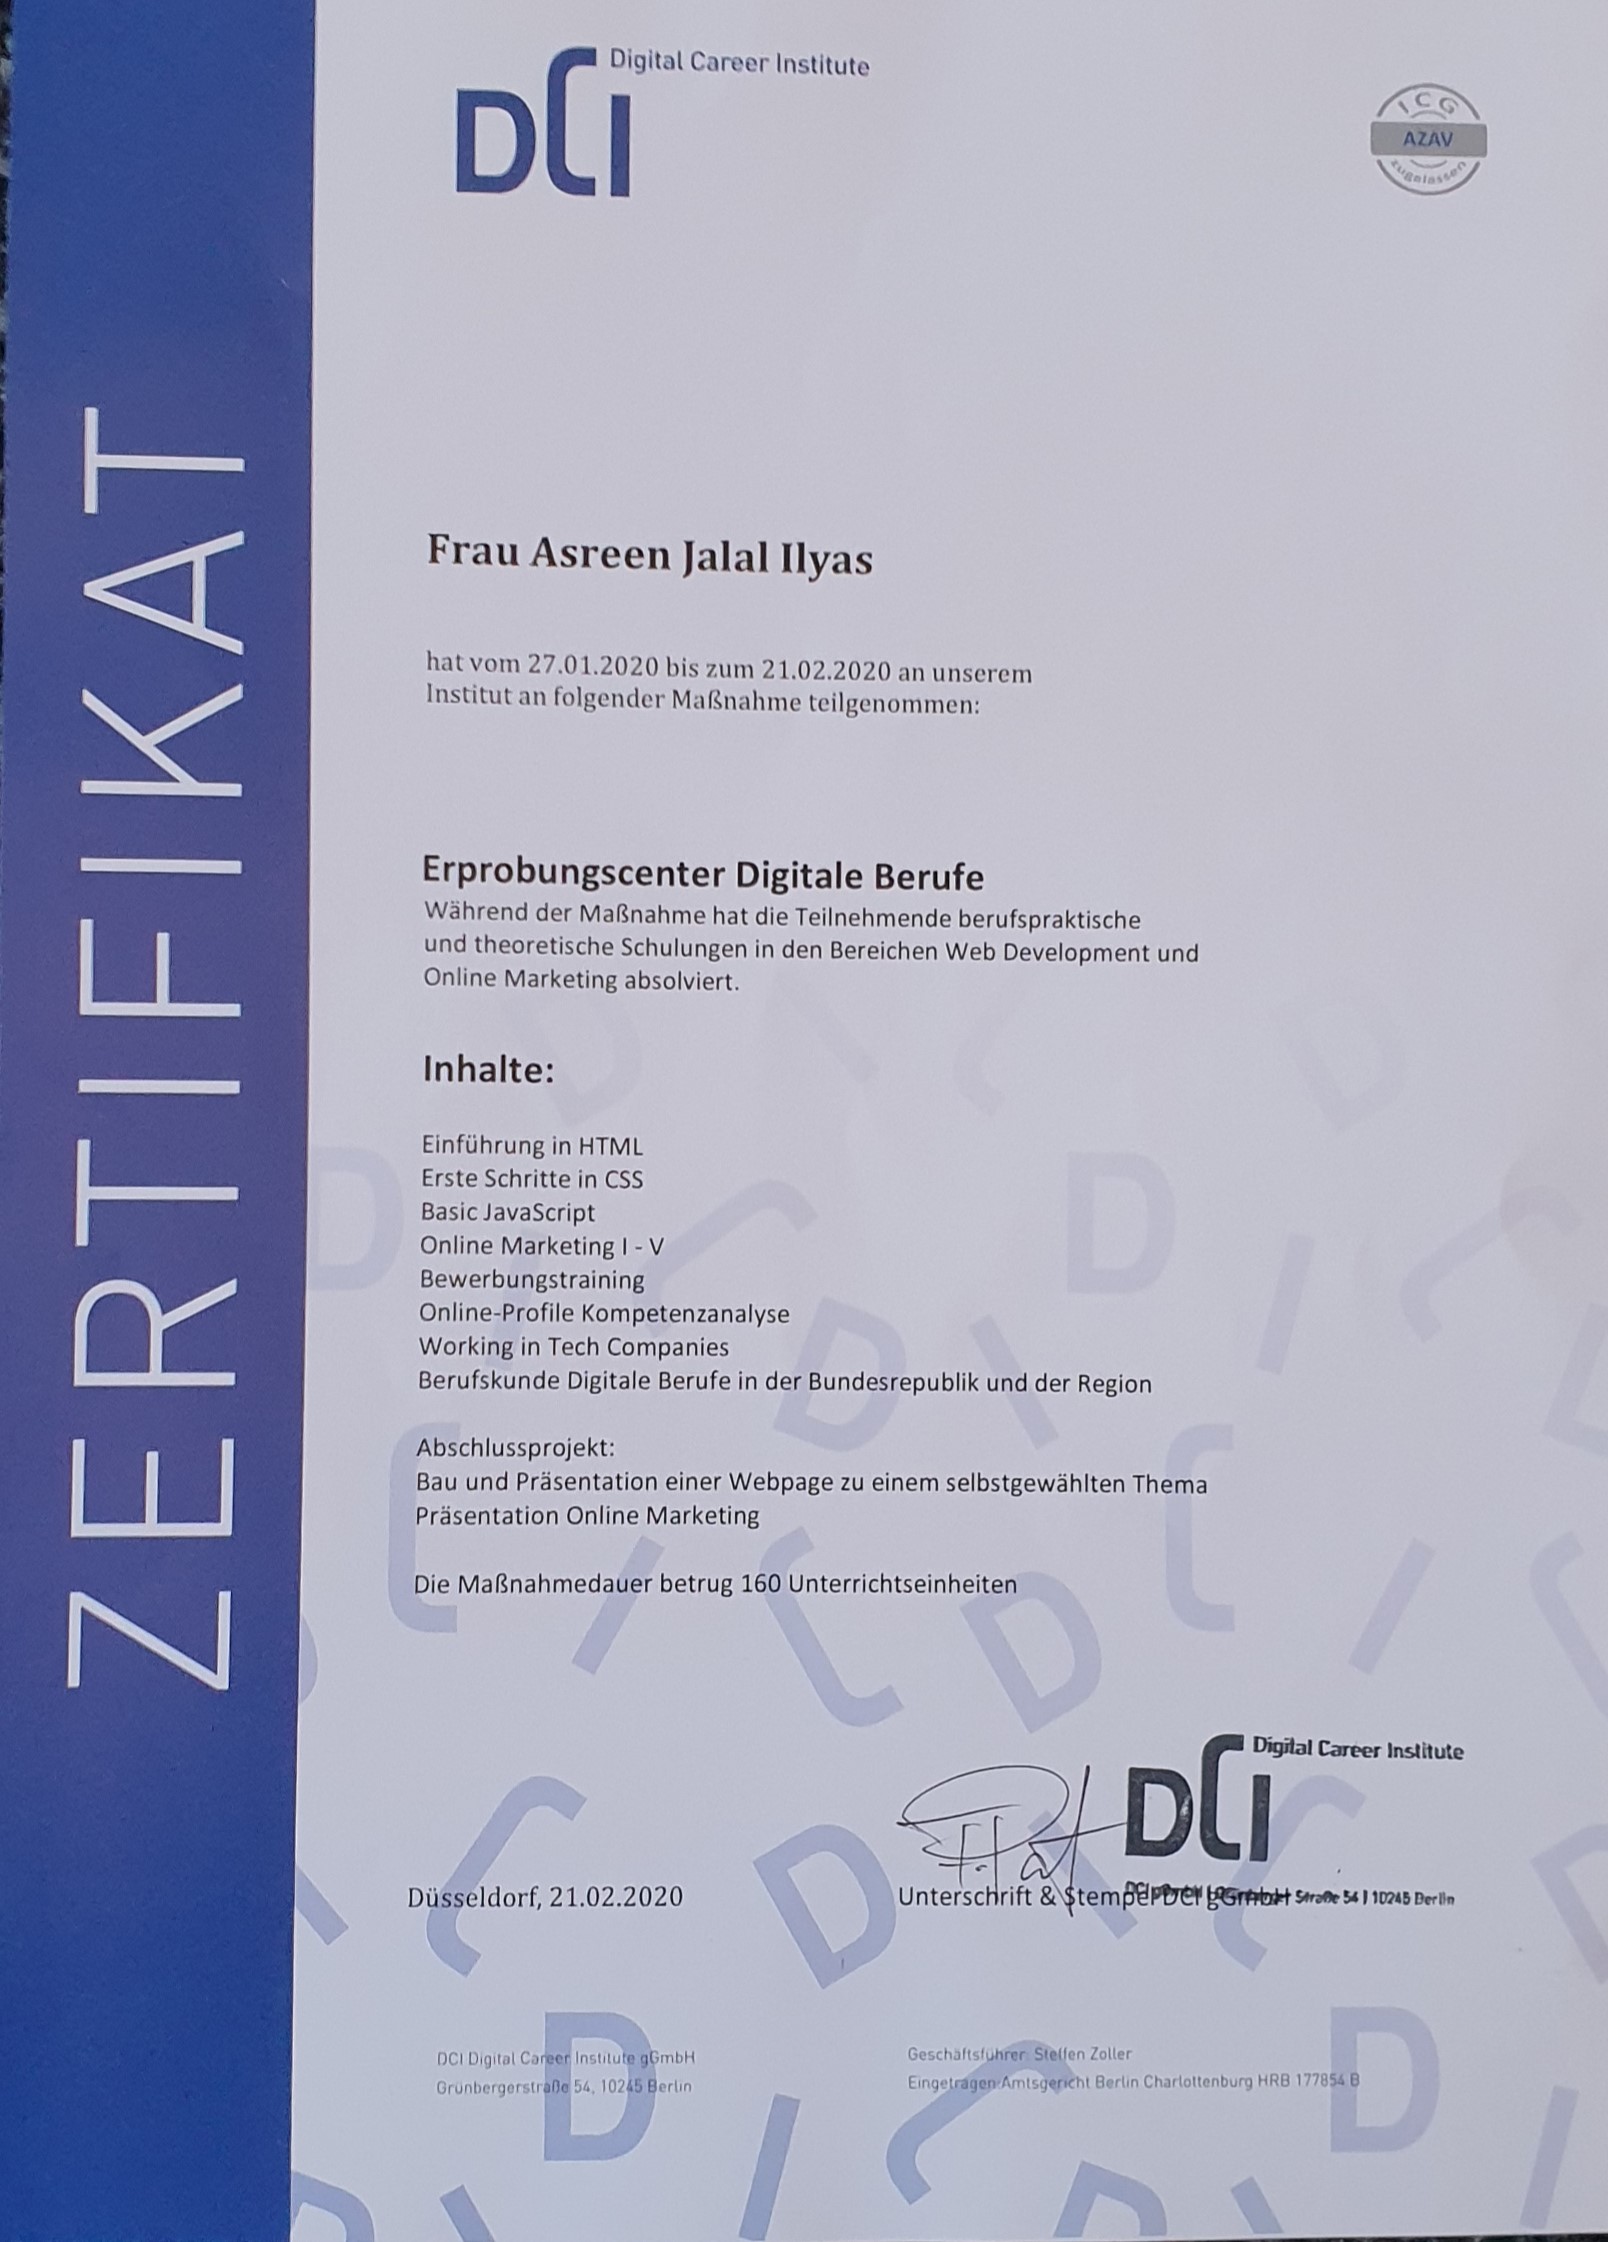 Digital Career Institute
DCI
ICG
AZAV
zugelassen
ZERTIFIKAT
Frau Asreen Jalal Ilyas
hat vom 27.01.2020 bis zum 21.02.2020 an unserem
Institut an folgender Maßnahme teilgenommen:
Erprobungscenter Digitale Berufe
Während der Maßnahme hat die Teilnehmende berufspraktische
und theoretische Schulungen in den Bereichen Web Development und
Online Marketing absolviert.
Inhalte:
Einführung in HTML
Erste Schritte in CSS
Basic JavaScript
Online Marketing I - V
Bewerbungstraining
Online-Profile Kompetenzanalyse
Working in Tech Companies
Berufskunde Digitale Berufe in der Bundesrepublik und der Region
Abschlussprojekt:
Bau und Präsentation einer Webpage zu einem selbstgewählten Thema
Präsentation Online Marketing
Die Maßnahmedauer betrug 160 Unterrichtseinheiten
Digital Career Institute
DCI
Düsseldorf, 21.02.2020
Unterschrift & Stempel
Straße 54 | 10245 Berlin
DCI Digital Career Institute gGmbH
Grünbergerstraße 54, 10245 Berlin
Geschäftsführer: Steffen Zoller
Eingetragen:Amtsgericht Berlin Charlottenburg HRB 177854 B